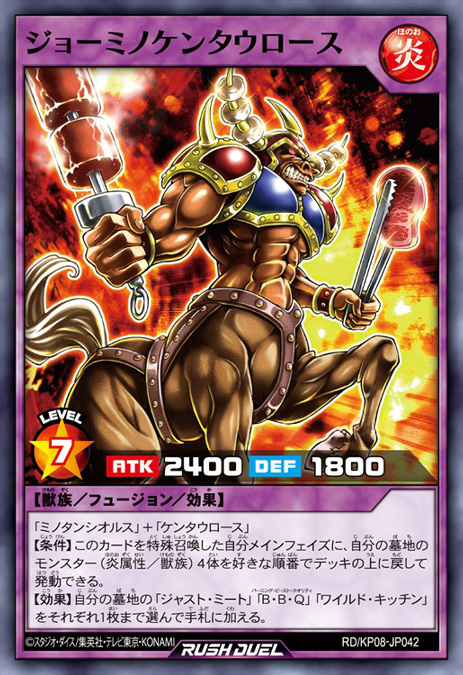 ジョーミノケンタウロース
ほのお
炎
LEVEL
7
ATK 2400 DEF 1800
【獣族／フュージョン／効果】
「ミノタンシオルス」＋「ケンタウロース」
【条件】このカードを特殊召喚した自分メインフェイズに、自分の墓地の
モンスター（炎属性／獣族）４体を好きな順番でデッキの上に戻して
発動できる。
【効果】自分の墓地の「ジャスト・ミート」「B・B・Q」「ワイルド・キッチン」
をそれぞれ1枚まで選んで手札に加える。
©スタジオ・ダイス/集英社・テレビ東京・KONAMI
RUSH DUEL
RD/KP08-JP042